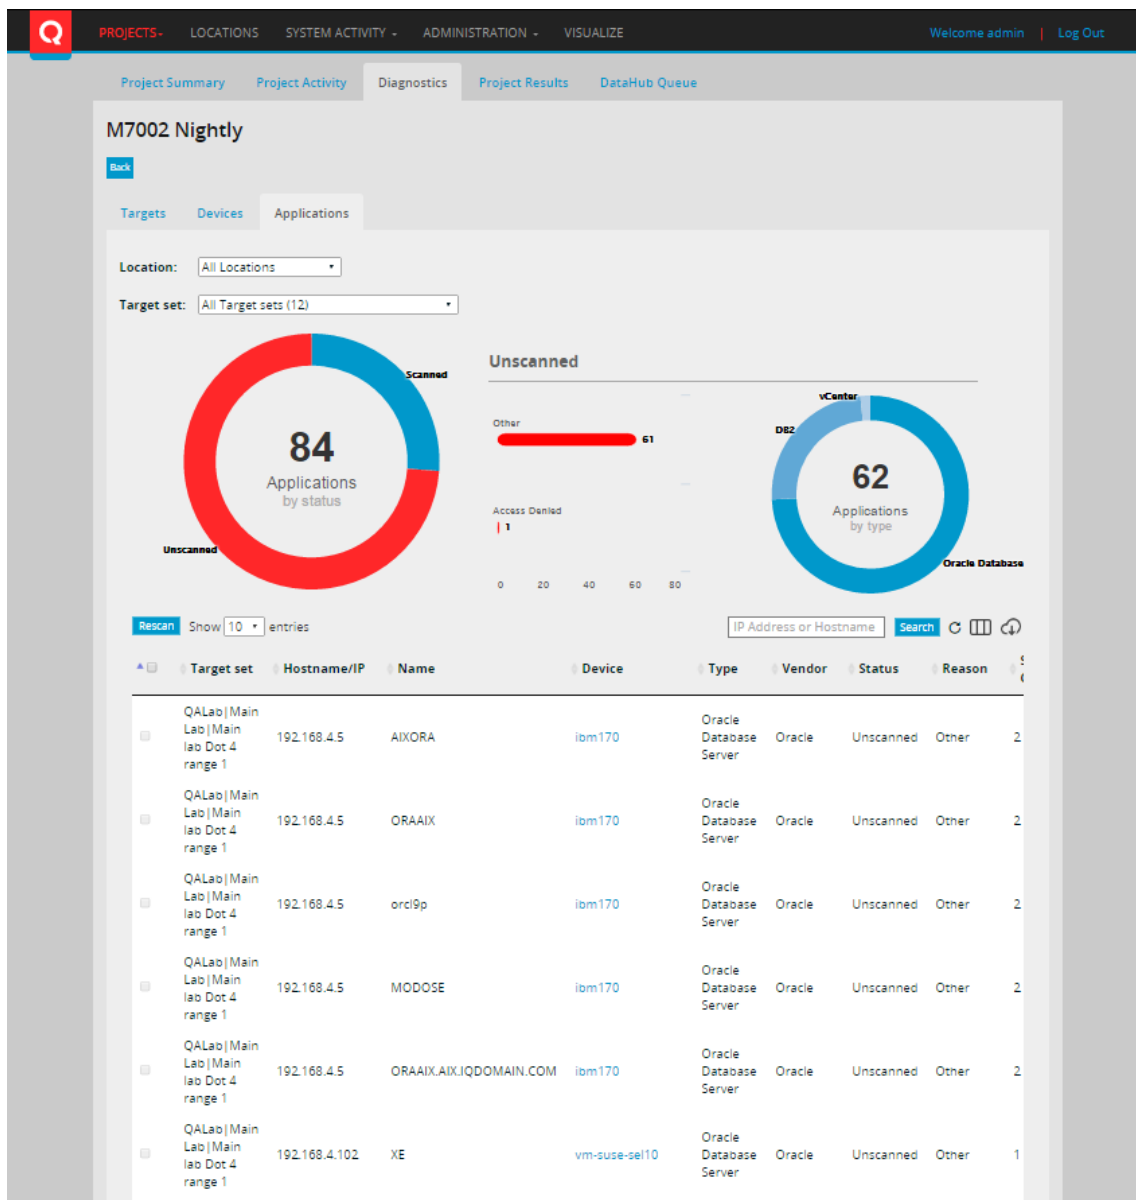 PROJECTS
LOCATIONS
SYSTEM ACTIVITY
ADMINISTRATION
VISUALIZE
Welcome admin | Log Out
Project Summary
Project Activity
Diagnostics
Project Results
DataHub Queue
M7002 Nightly
Back
Targets
Devices
Applications
Location: All Locations
Target set: All Target sets (12)
Scanned
84
Applications
by status
Unscanned
Unscanned
Other
61
Access Denied
1
0 20 40 60 80
vCenter
DB2
62
Applications
by type
Oracle Database
Rescan Show 10 entries
IP Address or Hostname Search
Target set Hostname/IP Name Device Type Vendor Status Reason
QALab|Main
Lab|Main
lab Dot 4
range 1
192.168.4.5 AIXORA ibm170
Oracle
Database
Server
Oracle Unscanned Other 2
QALab|Main
Lab|Main
lab Dot 4
range 1
192.168.4.5 ORAAIX ibm170
Oracle
Database
Server
Oracle Unscanned Other 2
QALab|Main
Lab|Main
lab Dot 4
range 1
192.168.4.5 orcl9p ibm170
Oracle
Database
Server
Oracle Unscanned Other 2
QALab|Main
Lab|Main
lab Dot 4
range 1
192.168.4.5 MODOSE ibm170
Oracle
Database
Server
Oracle Unscanned Other 2
QALab|Main
Lab|Main
lab Dot 4
range 1
192.168.4.5 ORAAIX.AIX.IQDOMAIN.COM ibm170
Oracle
Database
Server
Oracle Unscanned Other 2
QALab|Main
Lab|Main
lab Dot 4
range 1
192.168.4.102 XE vm-suse-sel10
Oracle
Database
Server
Oracle Unscanned Other 1